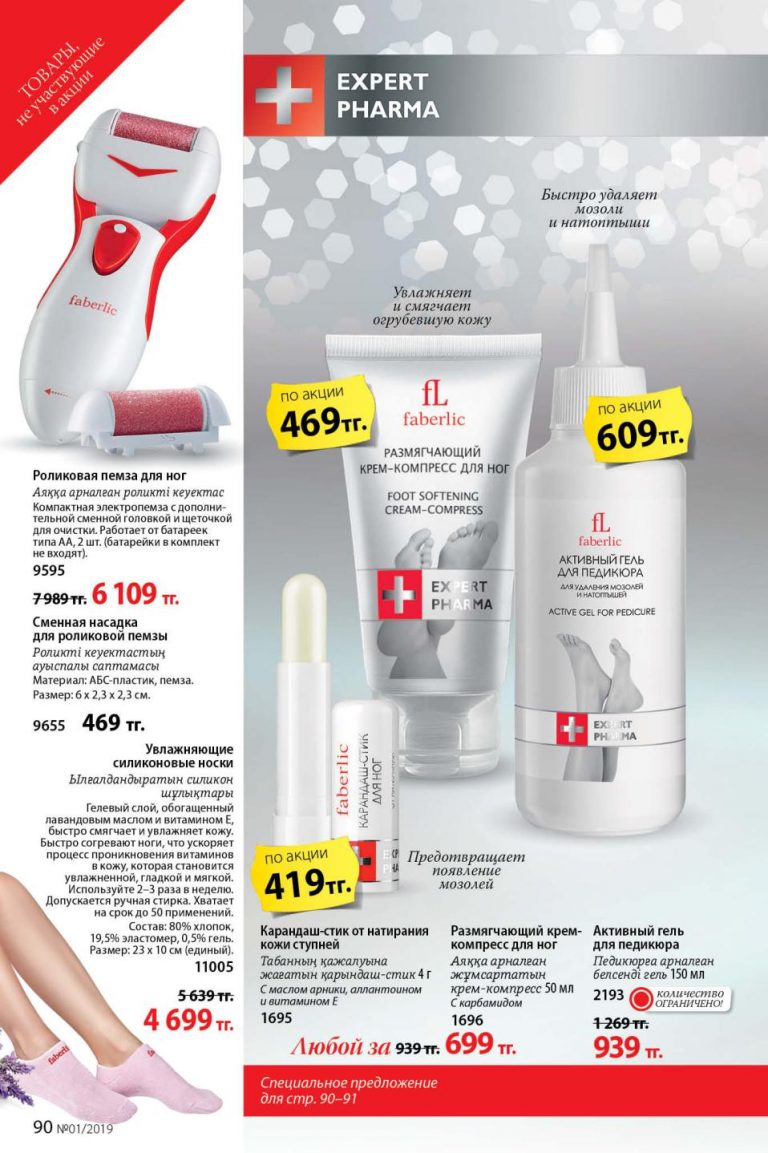 ТОВАРЫ,
не участвующие
в акции
faberlic
Роликовая пемза для ног
Аяққа арналған роликті кеуектас
Компактная электропемза с дополни-
тельной сменной головкой и щеточкой
для очистки. Работает от батареек
типа АА, 2 шт. (батарейки в комплект
не входят).
9595
7 989 тг. 6 109 тг.
Сменная насадка
для роликовой пемзы
Роликті кеуектастың
ауыспалы саптамасы
Материал: АБС-пластик, пемза.
Размер: 6 х 2,3 х 2,3 см.
9655 469 тг.
Увлажняющие
силиконовые носки
Ылғалдандыратын силикон
шұлықтары
Гелевый слой, обогащенный
лавандовым маслом и витамином Е,
быстро смягчает и увлажняет кожу.
Быстро согревают ноги, что ускоряет
процесс проникновения витаминов
в кожу, которая становится
увлажненной, гладкой и мягкой.
Используйте 2–3 раза в неделю.
Допускается ручная стирка. Хватает
на срок до 50 применений.
Состав: 80% хлопок,
19,5% эластомер, 0,5% гель.
Размер: 23 х 10 см (единый).
11005
5 639 тг.
4 699 тг.
faberlic
faberlic
90 №01/2019
EXPERT
PHARMA
Быстро удаляет
мозоли
и натоптыши
Увлажняет
и смягчает
огрубевшую кожу
по акции
469тг.
fL
faberlic
РАЗМЯГЧАЮЩИЙ
КРЕМ-КОМПРЕСС ДЛЯ НОГ
FOOT SOFTENING
CREAM-COMPRESS
EXPERT
PHARMA
по акции
609тг.
fL
faberlic
АКТИВНЫЙ ГЕЛЬ
ДЛЯ ПЕДИКЮРА
ДЛЯ УДАЛЕНИЯ МОЗОЛЕЙ
И НАТОПТЫШЕЙ
ACTIVE GEL FOR PEDICURE
EXPERT
PHARMA
faberlic
КАРАНДАШ-СТИК
ДЛЯ НОГ
EXPERT
PHARMA
по акции
419тг.
Предотвращает
появление
мозолей
Карандаш-стик от натирания
кожи ступней
Табанның қажалуына
жағатын қарындаш-стик 4 г
С маслом арники, аллантоином
и витамином Е
1695
Размягчающий крем-
компресс для ног
Аяққа арналған
жұмсартатын
крем-компресс 50 мл
С карбамидом
1696
Любой за 939 тг. 699 тг.
Активный гель
для педикюра
Педикюрға арналған
белсенді гель 150 мл
2193 КОЛИЧЕСТВО
ОГРАНИЧЕНО!
1 269 тг.
939 тг.
Специальное предложение
для стр. 90–91